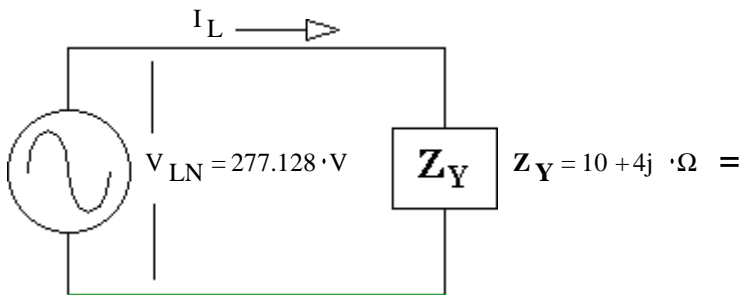 I L
V LN = 277.128 · V
Z Y
Z Y = 10 + 4j · Ω =